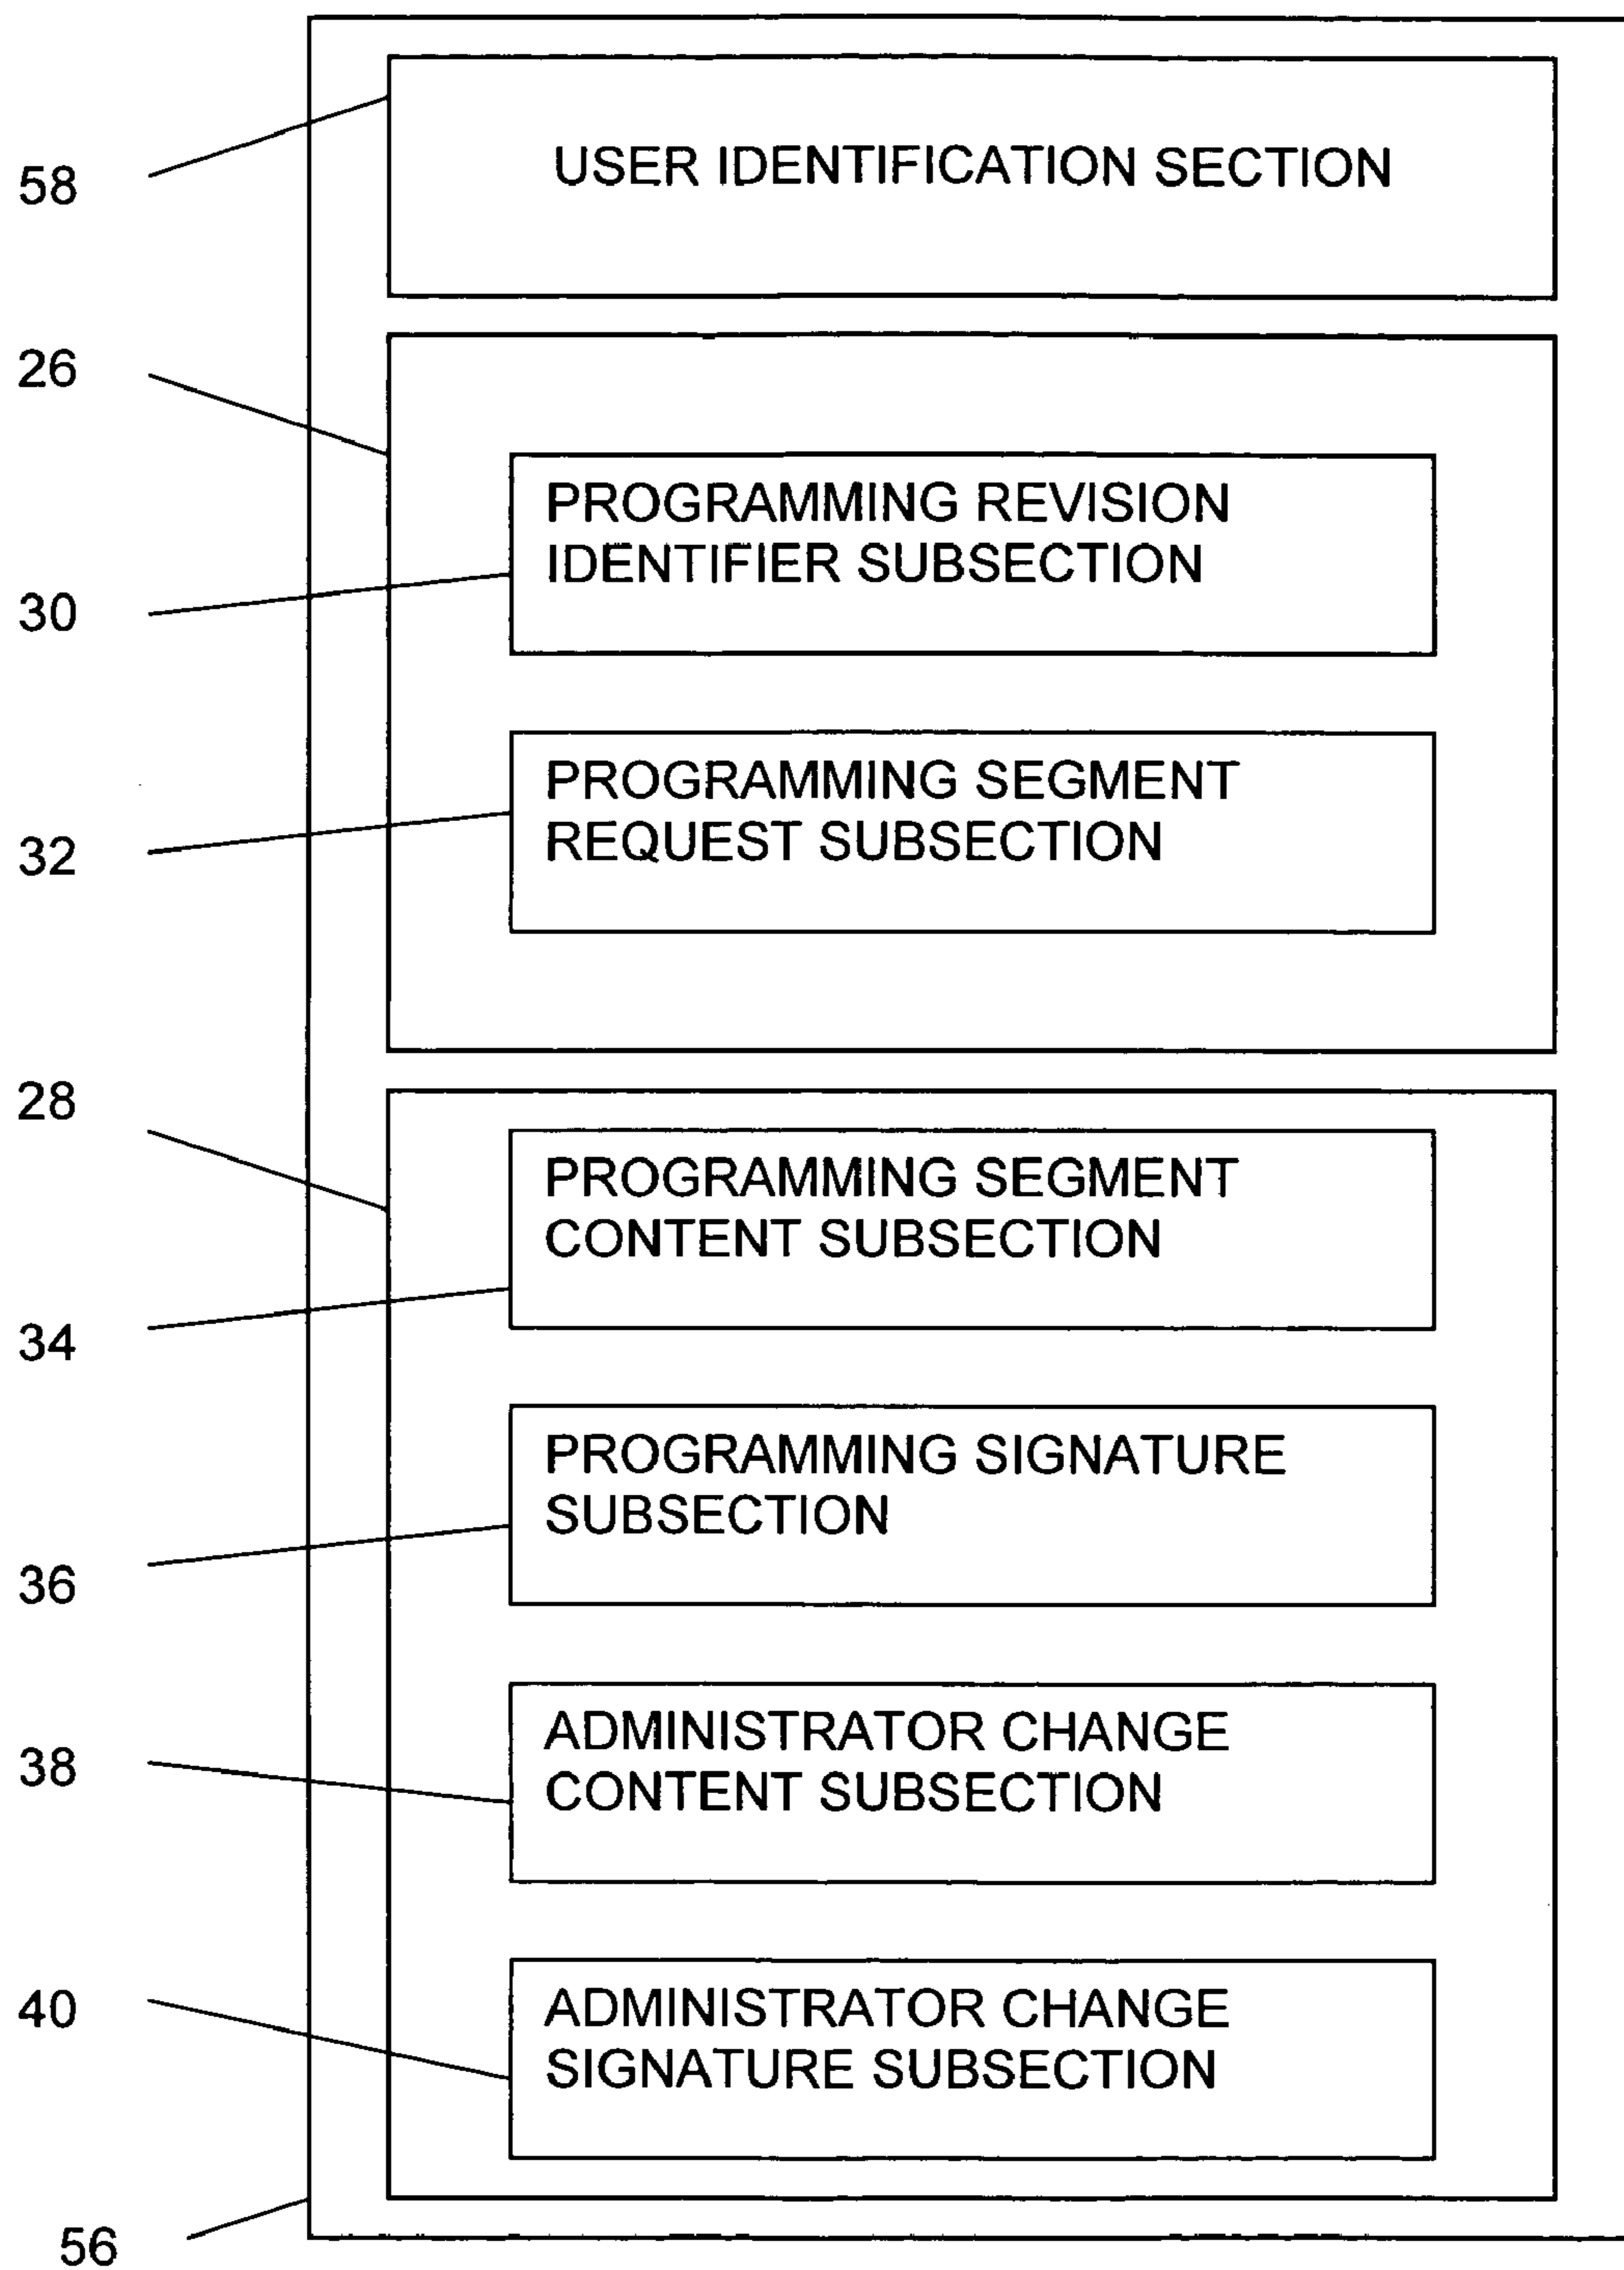 58
USER IDENTIFICATION SECTION
26
PROGRAMMING REVISION
IDENTIFIER SUBSECTION
30
PROGRAMMING SEGMENT
REQUEST SUBSECTION
32
28
PROGRAMMING SEGMENT
CONTENT SUBSECTION
34
PROGRAMMING SIGNATURE
SUBSECTION
36
ADMINISTRATOR CHANGE
CONTENT SUBSECTION
38
ADMINISTRATOR CHANGE
SIGNATURE SUBSECTION
40
56